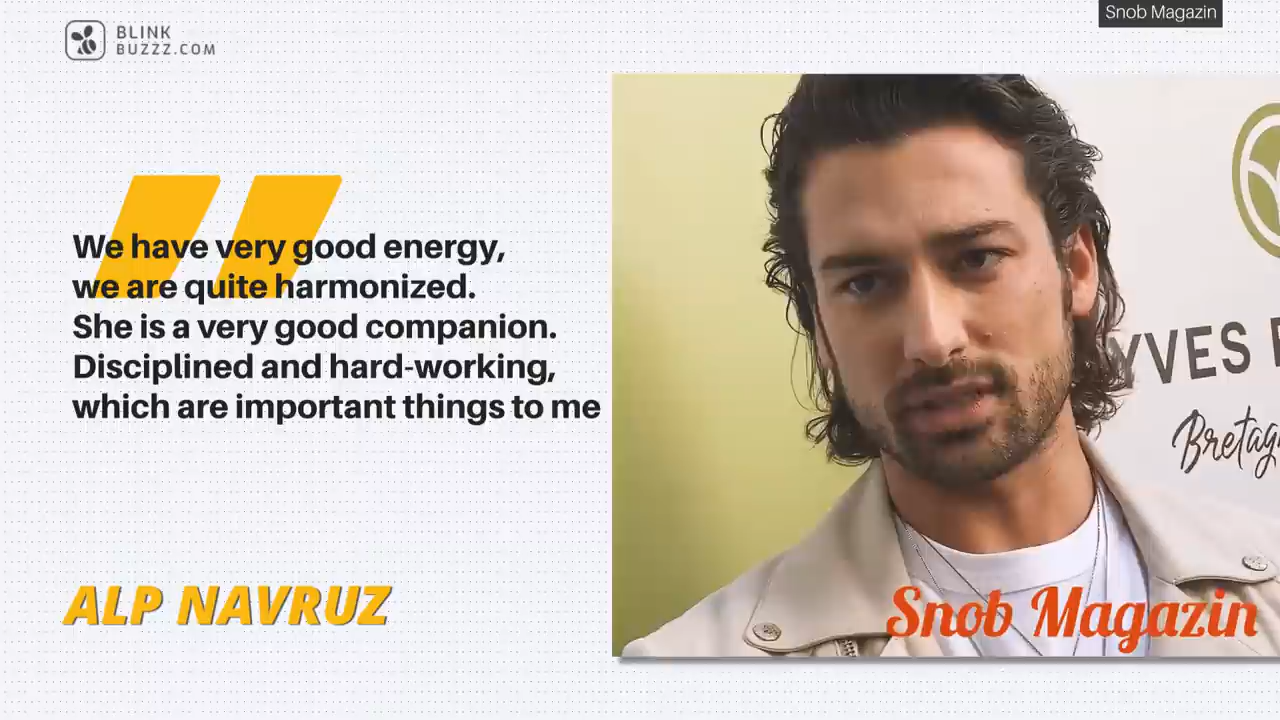 Snob Magazin
BLINK
BUZZZ.COM
We have very good energy,
we are quite harmonized.
She is a very good companion.
Disciplined and hard-working,
which are important things to me
ALP NAVRUZ
YVES
Snob Magazin